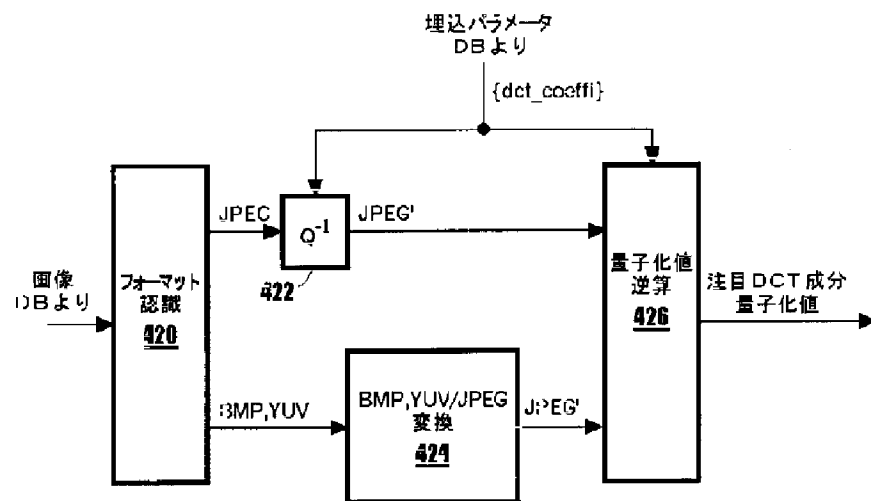 埋込パラメータ
DBより
{dct_coeffi}
JPEG
Q-1
JPEG'
422
画像
DBより
フォーマット
認識
420
量子化値
逆算
426
注目DCT成分
量子化値
BMP,YUV
BMP,YUV/JPEG
変換
424
JPEG'